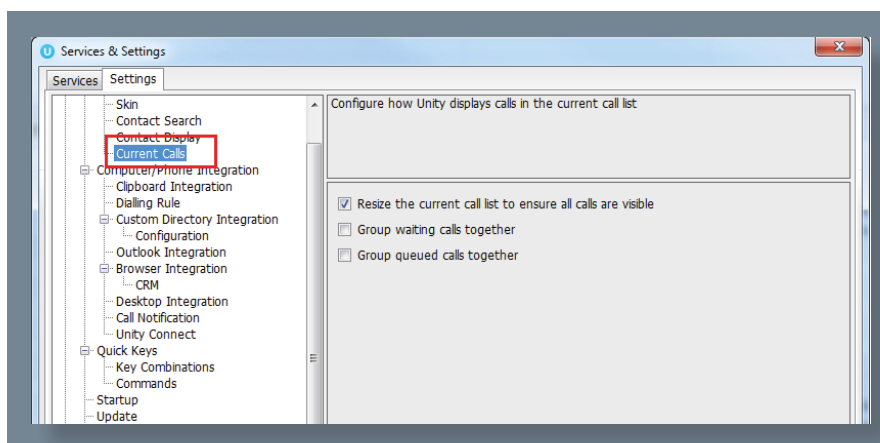 Services & Settings
Services Settings
Skin
Contact Search
Contact Display
Current Calls
Computer/Phone Integration
Clipboard Integration
Dialling Rule
Custom Directory Integration
Configuration
Outlook Integration
Browser Integration
CRM
Desktop Integration
Call Notification
Unity Connect
Quick Keys
Key Combinations
Commands
Startup
Update
Configure how Unity displays calls in the current call list
Resize the current call list to ensure all calls are visible
Group waiting calls together
Group queued calls together